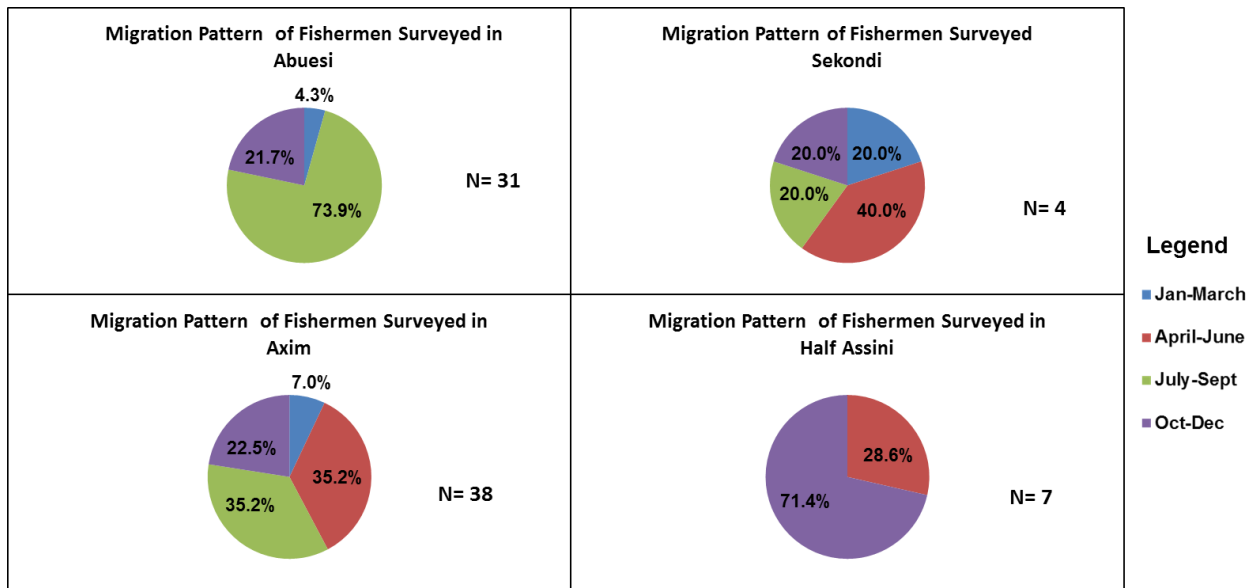 Migration Pattern of Fishermen Surveyed in
Abuesi
4.3%
21.7%
73.9%
N= 31
Migration Pattern of Fishermen Surveyed
Sekondi
20.0%
20.0%
20.0%
40.0%
N= 4
Migration Pattern of Fishermen Surveyed in
Axim
7.0%
22.5%
35.2%
35.2%
N= 38
Migration Pattern of Fishermen Surveyed in
Half Assini
28.6%
71.4%
N= 7
Legend
Jan-March
April-June
July-Sept
Oct-Dec